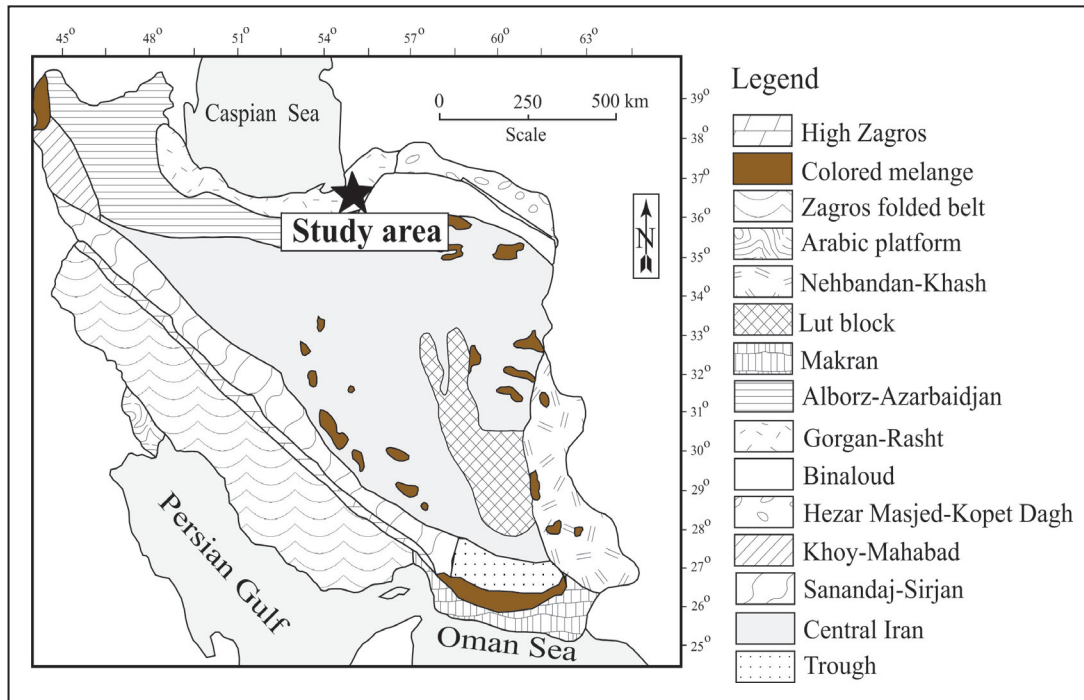 45° 48° 51° 54° 57° 60° 63°
Caspian Sea
0 250 500 km
Scale
39°
38°
37°
36°
35°
34°
33°
32°
31°
30°
29°
28°
27°
26°
25°
N
Study area
Persian Gulf
Oman Sea
Legend
High Zagros
Colored melange
Zagros folded belt
Arabic platform
Nehbandan-Khash
Lut block
Makran
Alborz-Azarbaidjan
Gorgan-Rasht
Binaloud
Hezar Masjed-Kopet Dagh
Khoy-Mahabad
Sanandaj-Sirjan
Central Iran
Trough